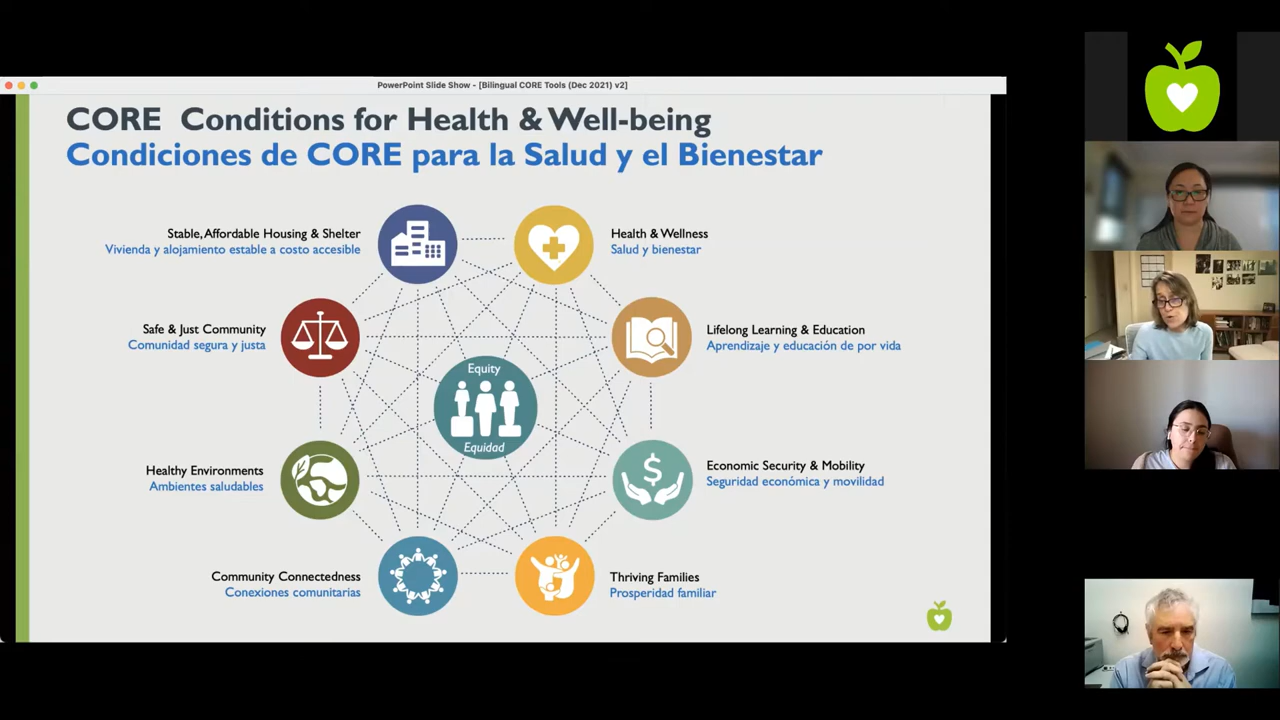 PowerPoint Slide Show - [Bilingual CORE Tools (Dec 2021) v2]
CORE Conditions for Health & Well-being
Condiciones de CORE para la Salud y el Bienestar
Stable, Affordable Housing & Shelter
Vivienda y alojamiento estable a costo accesible
Health & Wellness
Salud y bienestar
Safe & Just Community
Comunidad segura y justa
Lifelong Learning & Education
Aprendizaje y educación de por vida
Equity
Equidad
Healthy Environments
Ambientes saludables
Economic Security & Mobility
Seguridad económica y movilidad
Community Connectedness
Conexiones comunitarias
Thriving Families
Prosperidad familiar